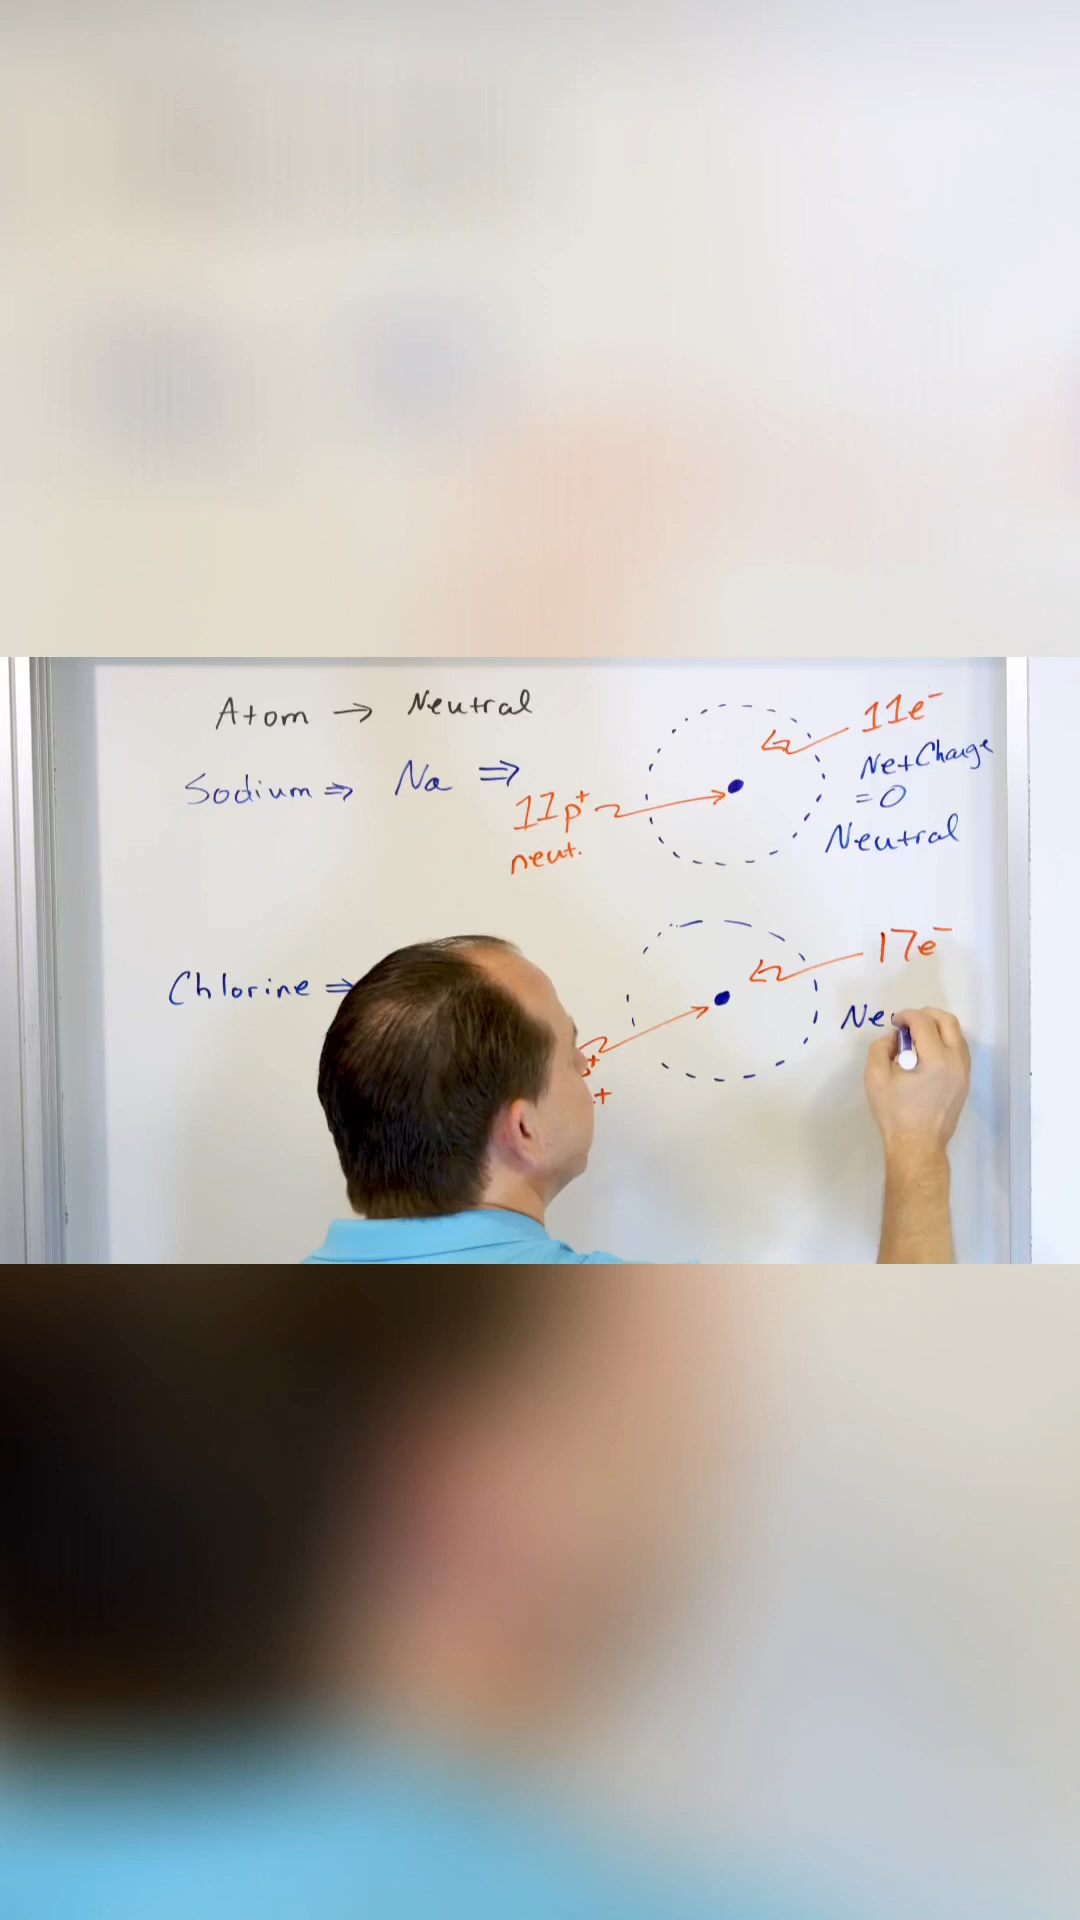 Atom → Neutral
Sodium ⇒ Na ⇒
11p⁺
neut.
11e⁻
Net Charge
= 0
Neutral
Chlorine ⇒
17e⁻
Ne